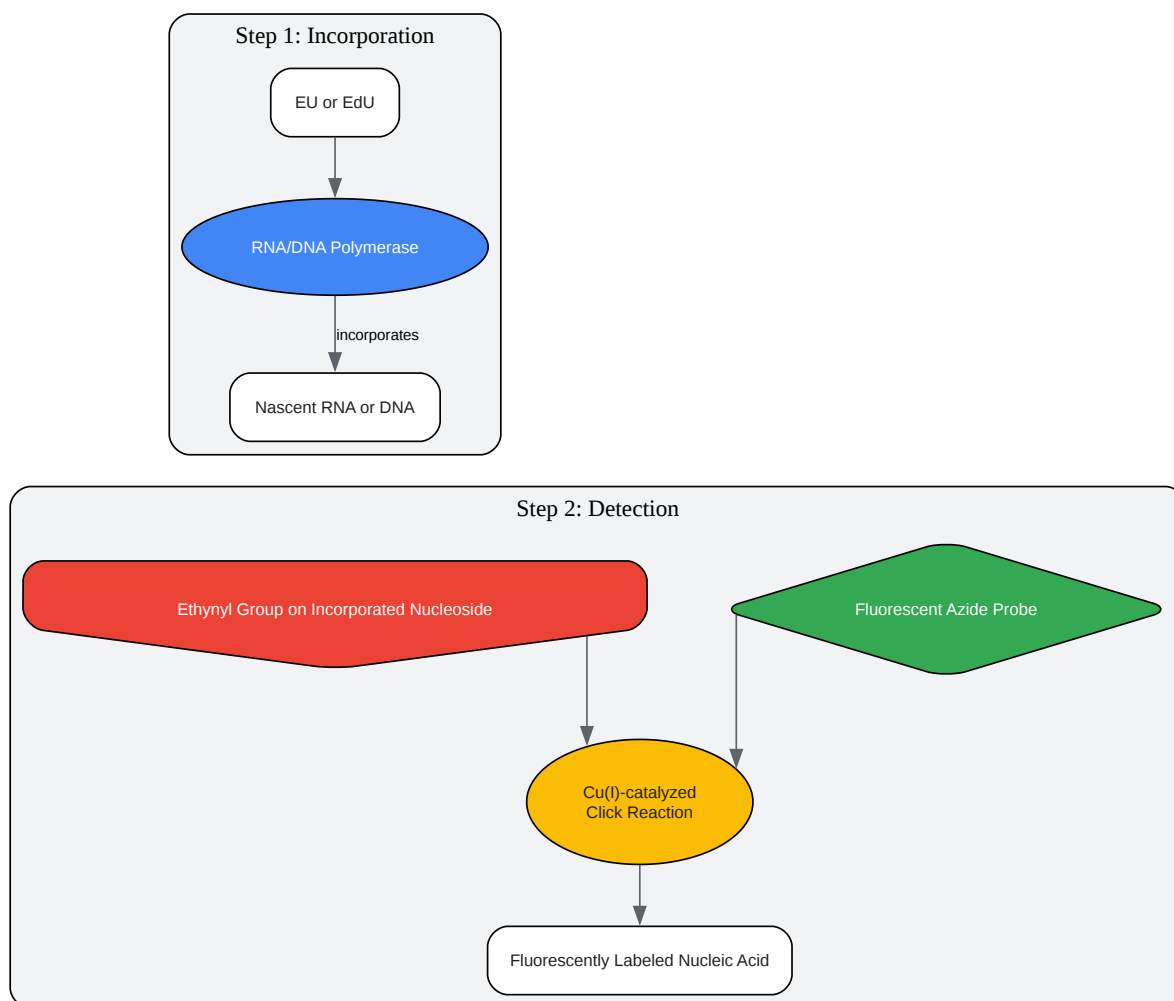 Step 1: Incorporation
EU or EdU
RNA/DNA Polymerase
incorporates
Nascent RNA or DNA
Step 2: Detection
Ethynyl Group on Incorporated Nucleoside
Fluorescent Azide Probe
Cu(I)-catalyzed
Click Reaction
Fluorescently Labeled Nucleic Acid